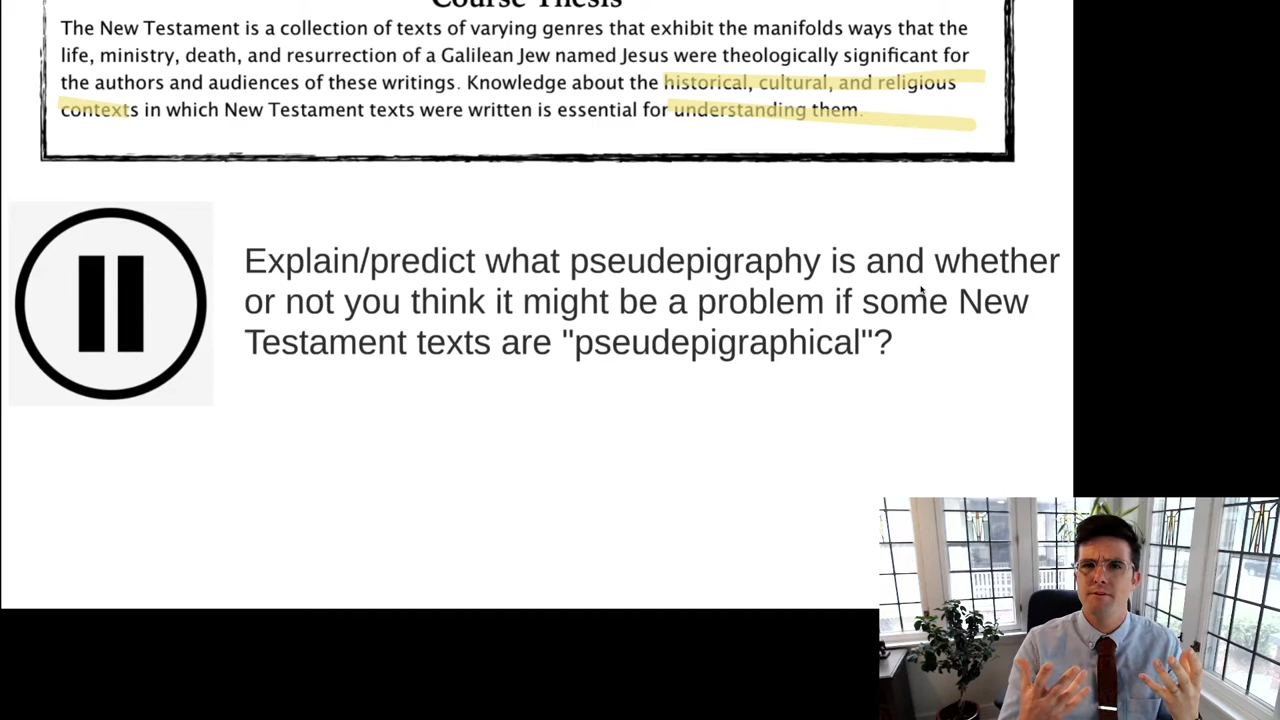 Course Thesis
The New Testament is a collection of texts of varying genres that exhibit the manifolds ways that the
life, ministry, death, and resurrection of a Galilean Jew named Jesus were theologically significant for
the authors and audiences of these writings. Knowledge about the historical, cultural, and religious
contexts in which New Testament texts were written is essential for understanding them.
Explain/predict what pseudepigraphy is and whether
or not you think it might be a problem if some New
Testament texts are "pseudepigraphical"?